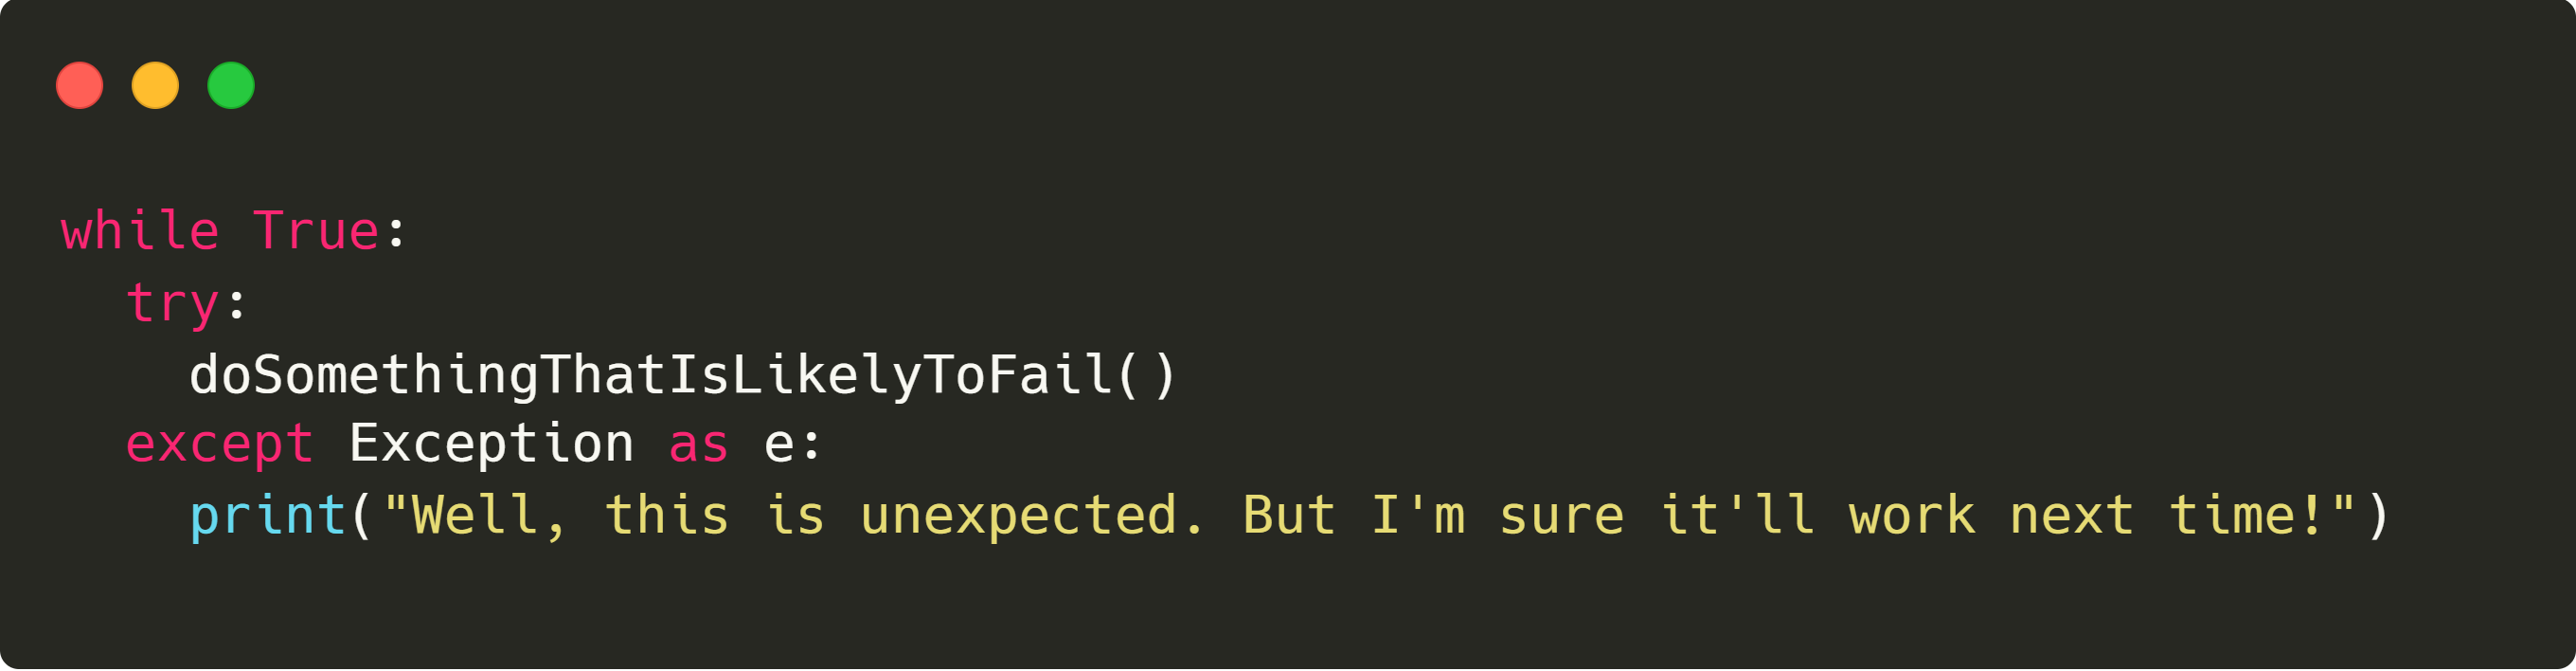 while True:
  try:
    doSomethingThatIsLikelyToFail()
  except Exception as e:
    print("Well, this is unexpected. But I'm sure it'll work next time!")